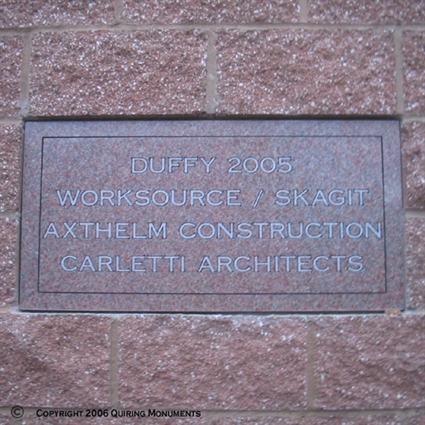 DUFFY 2005
WORKSOURCE / SKAGIT
AXTHELM CONSTRUCTION
CARLETTI ARCHITECTS
© COPYRIGHT 2006 QUIRING MONUMENTS